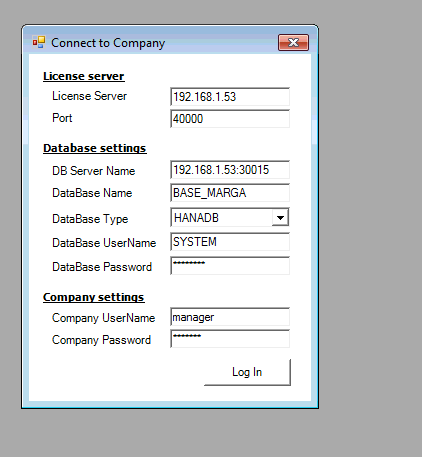 Connect to Company
License server
License Server 192.168.1.53
Port 40000
Database settings
DB Server Name 192.168.1.53:30015
DataBase Name BASE_MARGA
DataBase Type HANADB
DataBase UserName SYSTEM
DataBase Password ********
Company settings
Company UserName manager
Company Password *******
Log In